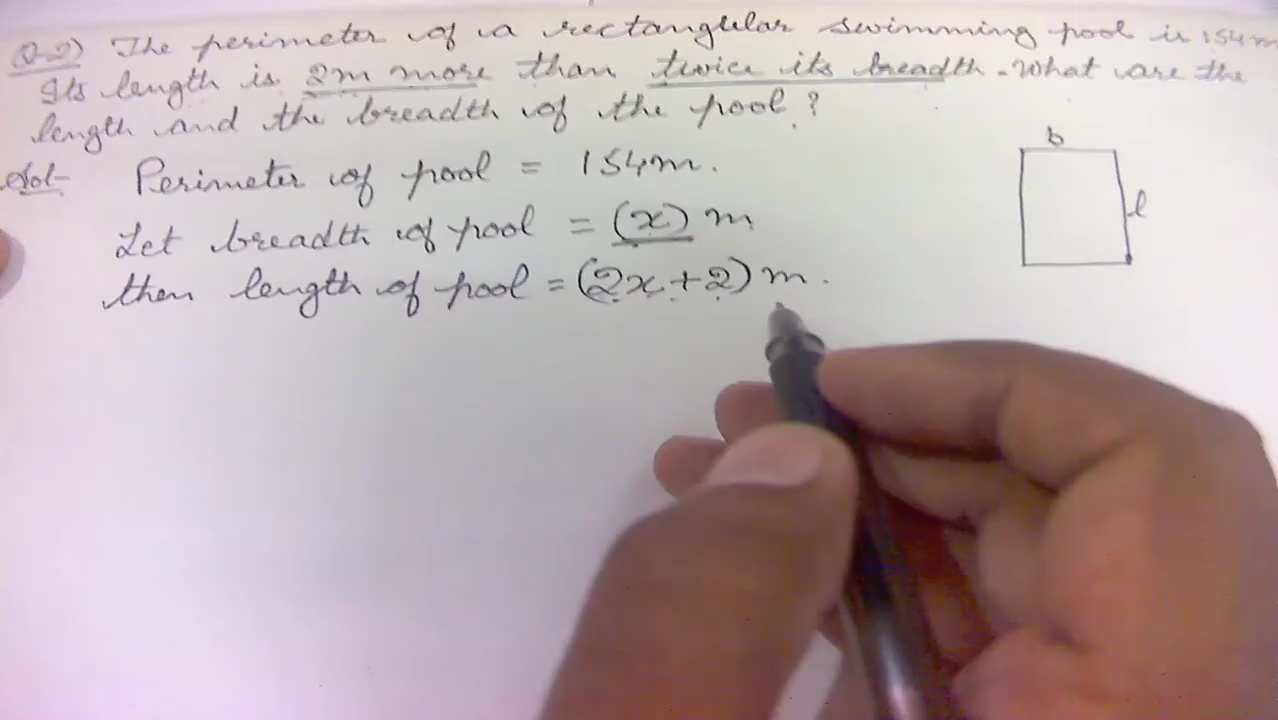 Q-2) The perimeter of a rectangular swimming pool is 154m
Its length is 2m more than twice its breadth. What are the
length and the breadth of the pool?
b
Sol- Perimeter of pool = 154m.
l
Let breadth of pool = (x) m
then length of pool = (2x+2) m.